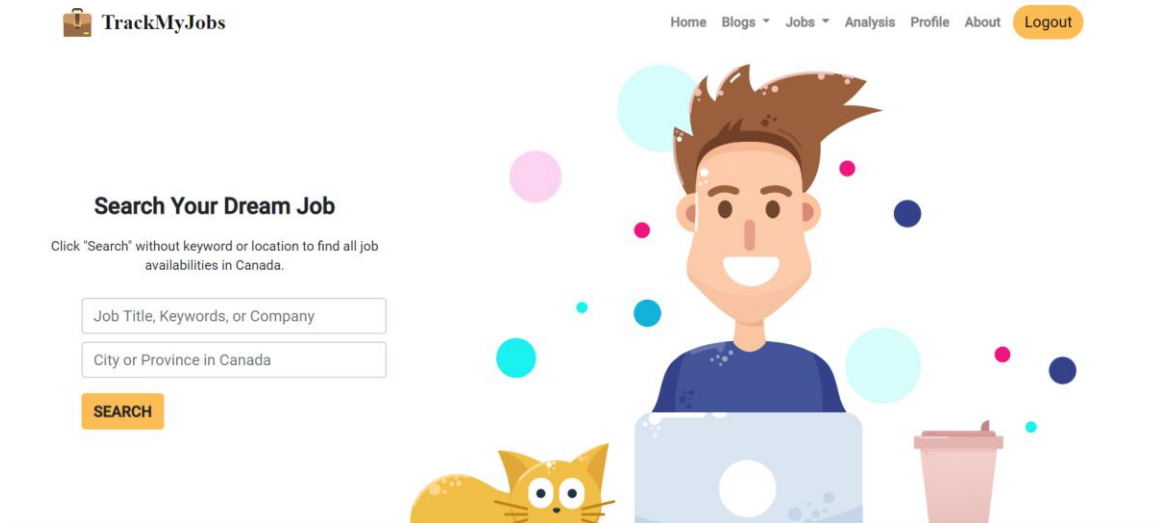 TrackMyJobs
Home Blogs Jobs Analysis Profile About Logout
Search Your Dream Job
Click "Search" without keyword or location to find all job
availabilities in Canada.
Job Title, Keywords, or Company
City or Province in Canada
SEARCH